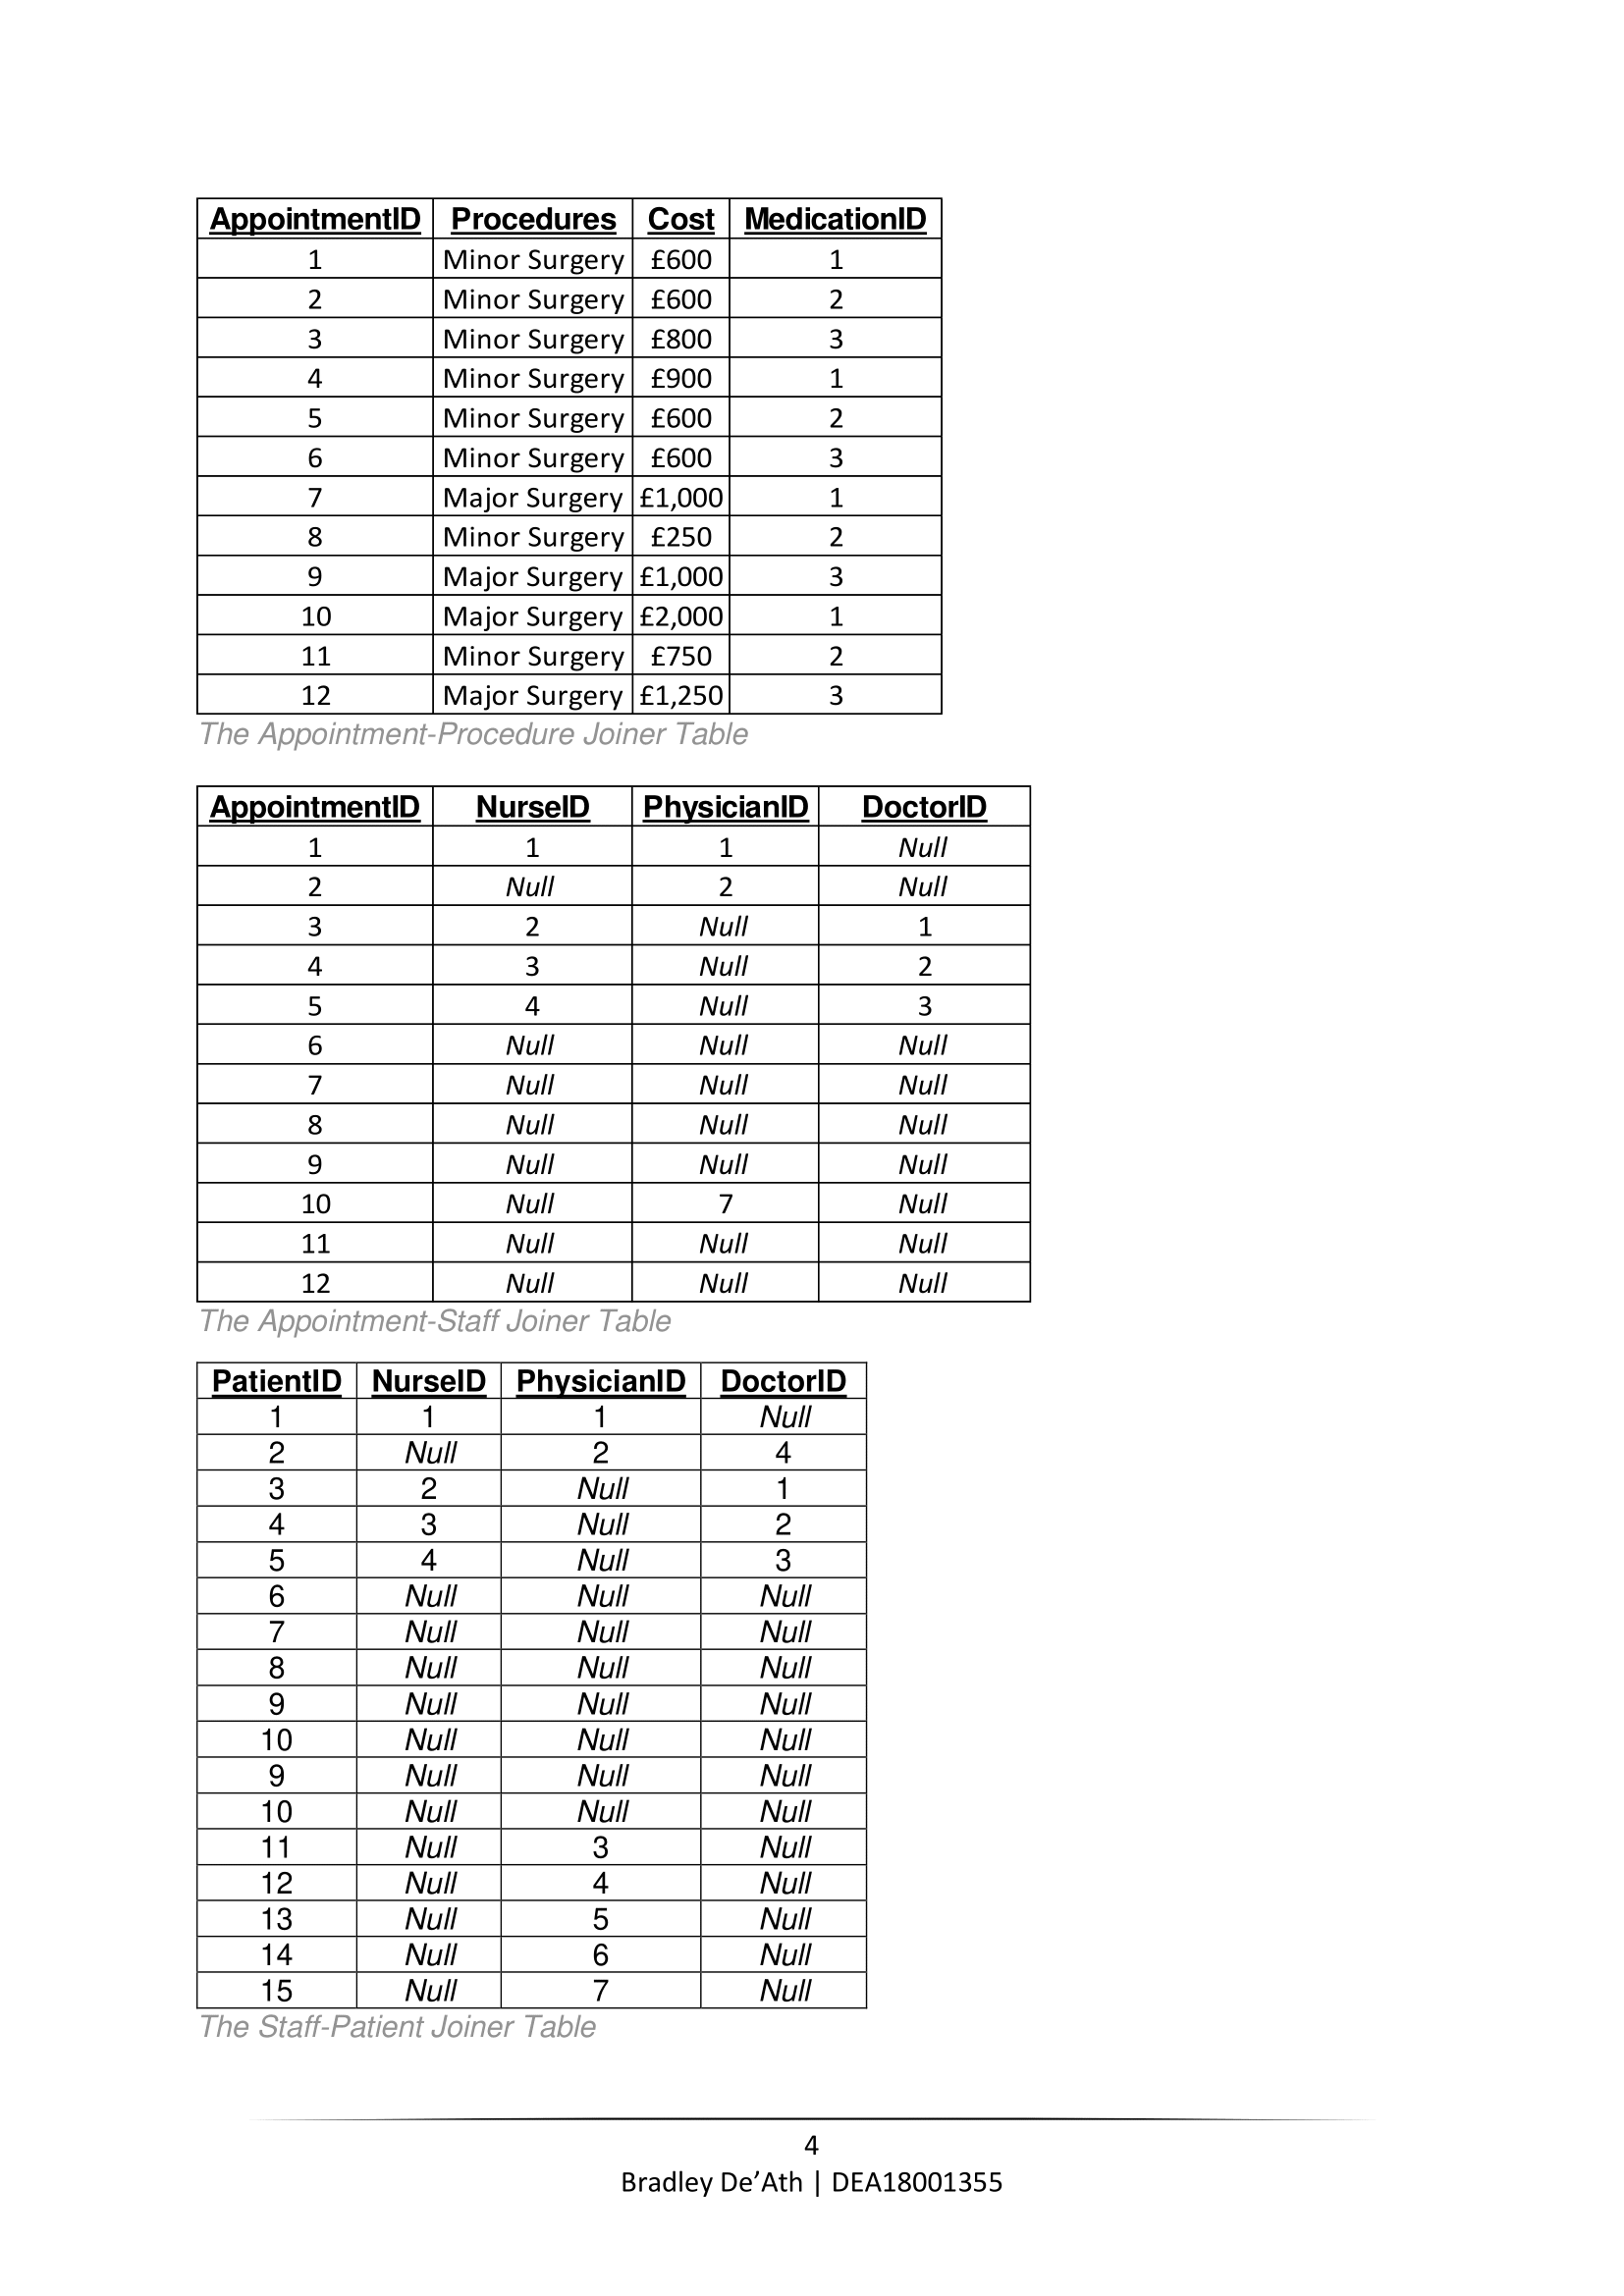 AppointmentID Procedures Cost MedicationID
1 Minor Surgery £600 1
2 Minor Surgery £600 2
3 Minor Surgery £800 3
4 Minor Surgery £900 1
5 Minor Surgery £600 2
6 Minor Surgery £600 3
7 Major Surgery £1,000 1
8 Minor Surgery £250 2
9 Major Surgery £1,000 3
10 Major Surgery £2,000 1
11 Minor Surgery £750 2
12 Major Surgery £1,250 3
The Appointment-Procedure Joiner Table
AppointmentID NurseID PhysicianID DoctorID
1 1 1 Null
2 Null 2 Null
3 2 Null 1
4 3 Null 2
5 4 Null 3
6 Null Null Null
7 Null Null Null
8 Null Null Null
9 Null Null Null
10 Null 7 Null
11 Null Null Null
12 Null Null Null
The Appointment-Staff Joiner Table
PatientID NurseID PhysicianID DoctorID
1 1 1 Null
2 Null 2 4
3 2 Null 1
4 3 Null 2
5 4 Null 3
6 Null Null Null
7 Null Null Null
8 Null Null Null
9 Null Null Null
10 Null Null Null
9 Null Null Null
10 Null Null Null
11 Null 3 Null
12 Null 4 Null
13 Null 5 Null
14 Null 6 Null
15 Null 7 Null
The Staff-Patient Joiner Table
4
Bradley De’Ath | DEA18001355